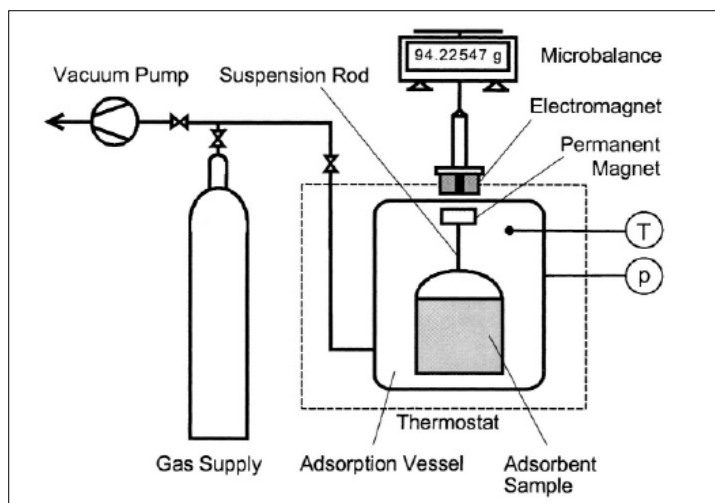 94.22547 g
Microbalance
Vacuum Pump
Suspension Rod
Electromagnet
Permanent
Magnet
T
p
Thermostat
Gas Supply
Adsorption Vessel
Adsorbent
Sample